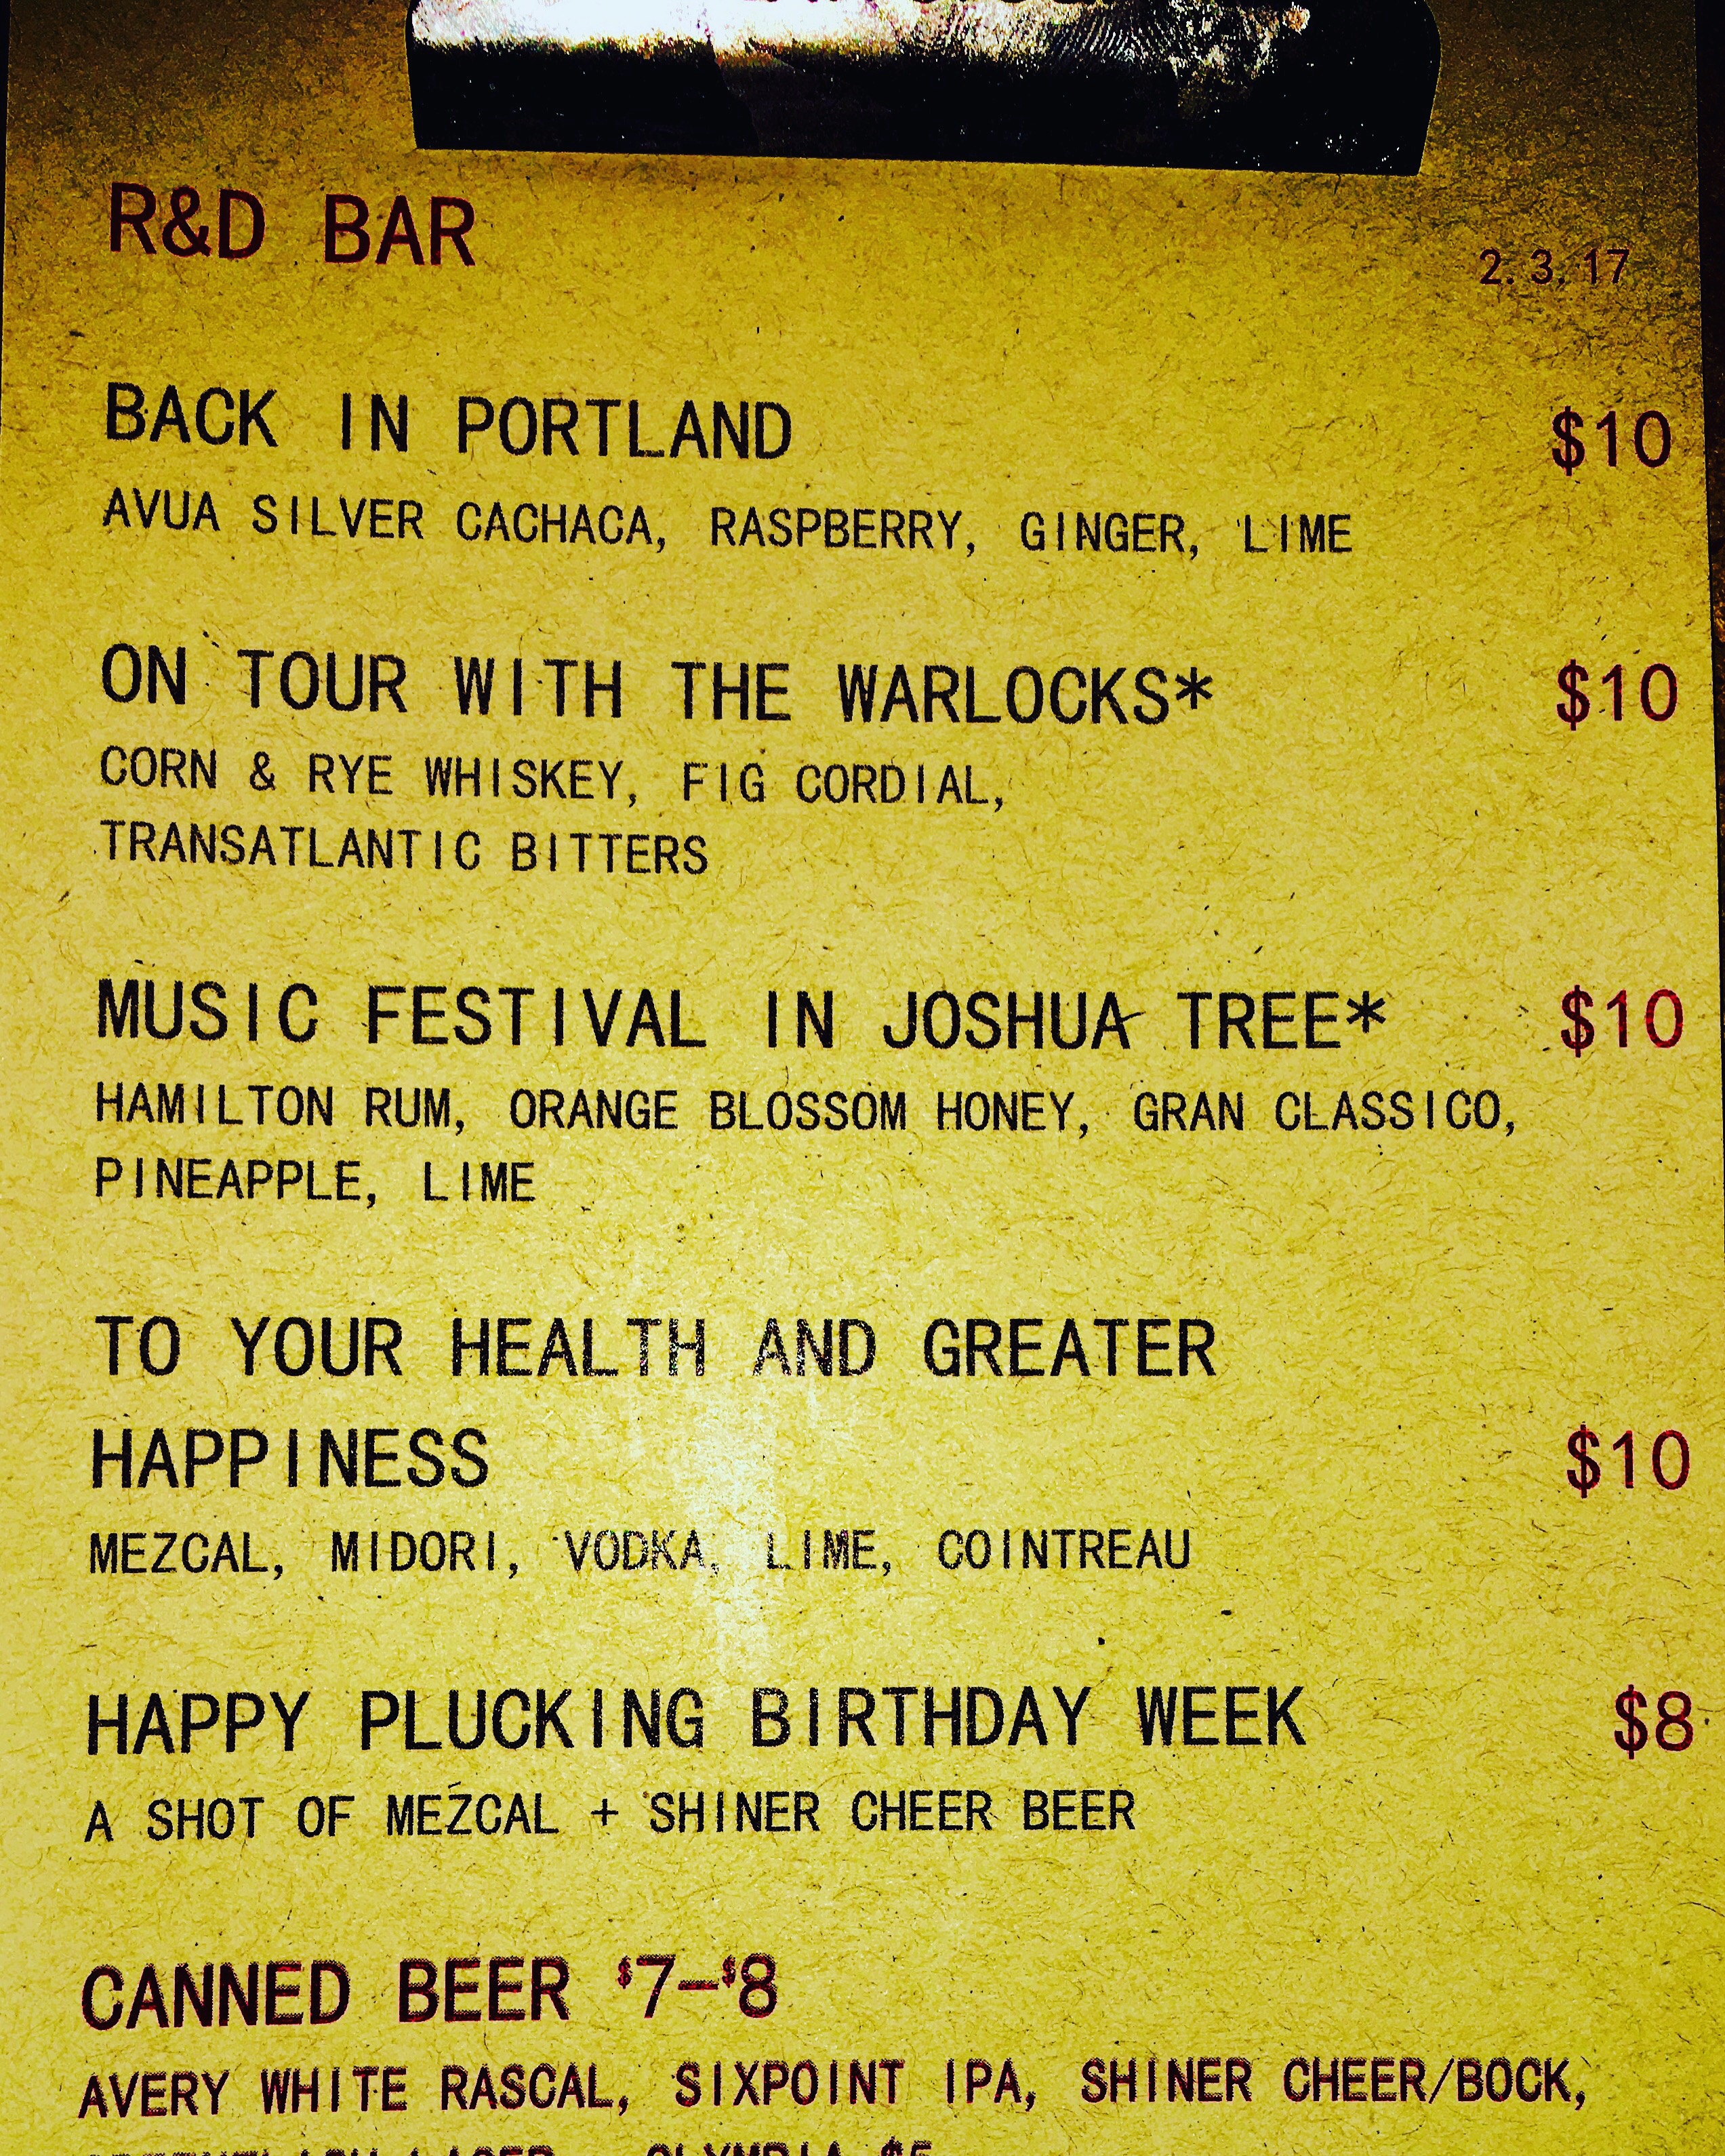 R&D BAR
2.3.17
BACK IN PORTLAND $10
AVUA SILVER CACHACA, RASPBERRY, GINGER, LIME
ON TOUR WITH THE WARLOCKS* $10
CORN & RYE WHISKEY, FIG CORDIAL,
TRANSATLANTIC BITTERS
MUSIC FESTIVAL IN JOSHUA TREE* $10
HAMILTON RUM, ORANGE BLOSSOM HONEY, GRAN CLASSICO,
PINEAPPLE, LIME
TO YOUR HEALTH AND GREATER
HAPPINESS $10
MEZCAL, MIDORI, VODKA, LIME, COINTREAU
HAPPY PLUCKING BIRTHDAY WEEK $8
A SHOT OF MEZCAL + SHINER CHEER BEER
CANNED BEER $7—$8
AVERY WHITE RASCAL, SIXPOINT IPA, SHINER CHEER/BOCK,
LAGER OLYMPIA $5